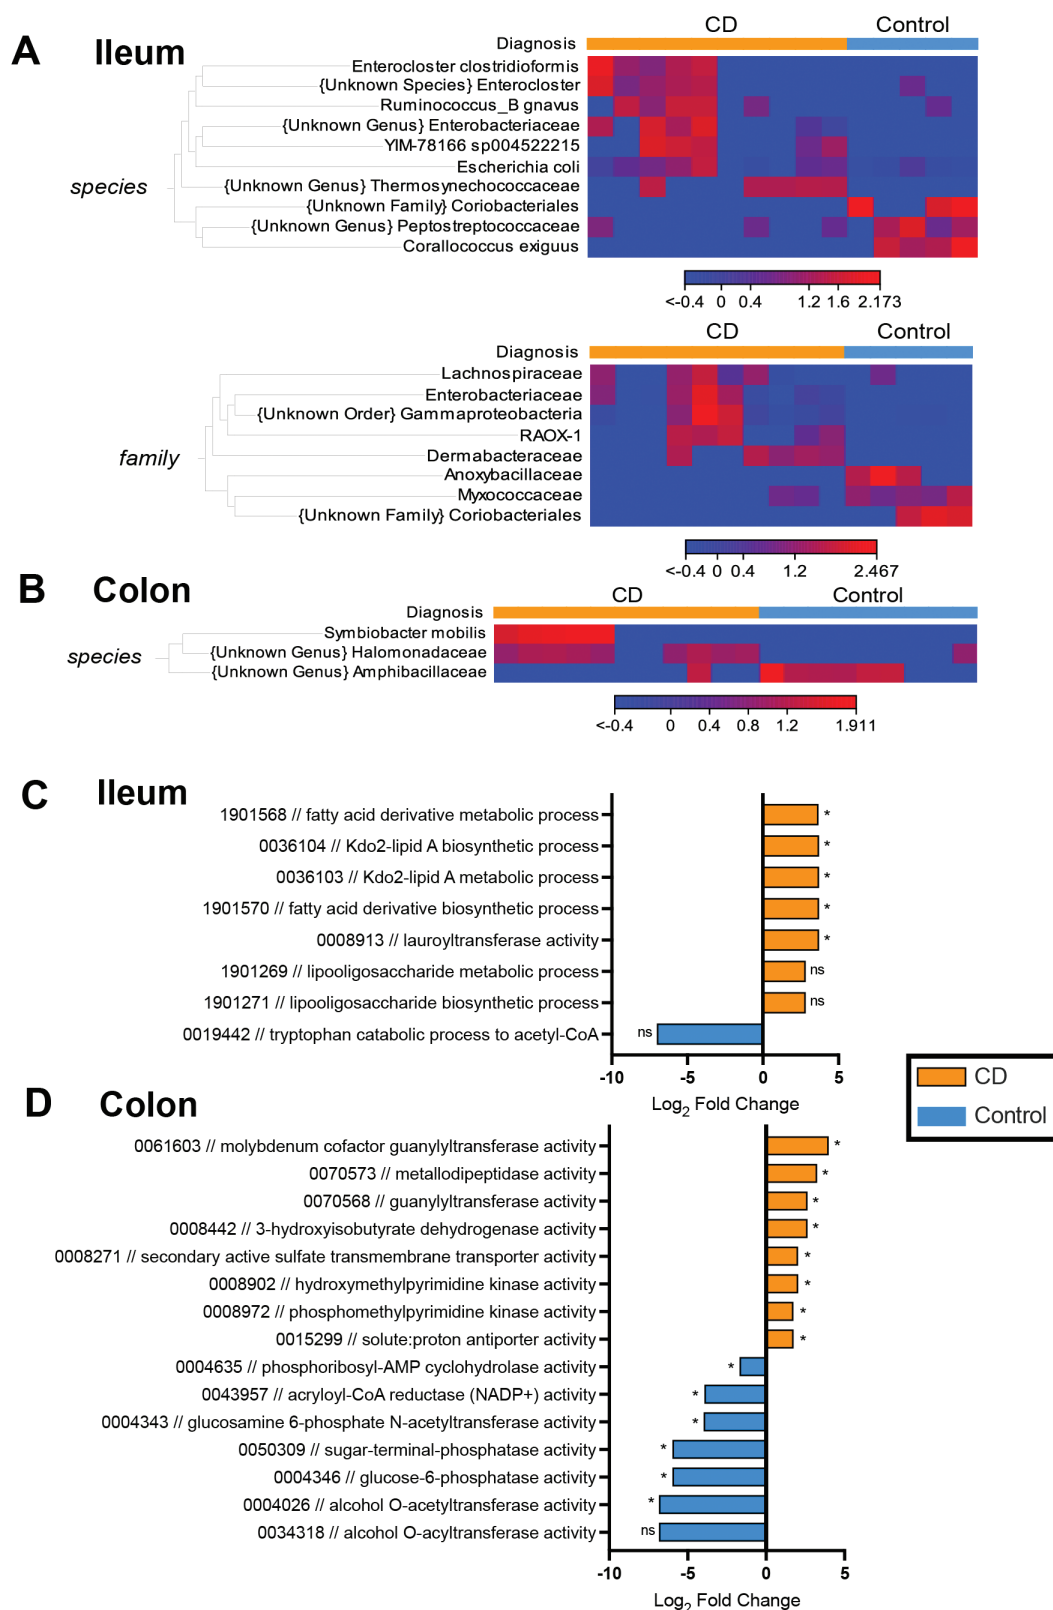 A Ileum
CD Control
Diagnosis
Enterocloster clostridioformis
{Unknown Species} Enterocloster
Ruminococcus_B gnavus
{Unknown Genus} Enterobacteriaceae
YIM-78166 sp004522215
Escherichia coli
species
{Unknown Genus} Thermosynechococcaceae
{Unknown Family} Coriobacteriales
{Unknown Genus} Peptostreptococcaceae
Corallococcus exiguus
<-0.4 0 0.4 1.2 1.6 2.173
CD Control
Diagnosis
Lachnospiraceae
Enterobacteriaceae
{Unknown Order} Gammaproteobacteria
RAOX-1
family
Dermabacteraceae
Anoxybacillaceae
Myxococcaceae
{Unknown Family} Coriobacteriales
<-0.4 0 0.4 1.2 2.467
B Colon
CD Control
Diagnosis
Symbiobacter mobilis
species
{Unknown Genus} Halomonadaceae
{Unknown Genus} Amphibacillaceae
<-0.4 0 0.4 0.8 1.2 1.911
C Ileum
1901568 // fatty acid derivative metabolic process *
0036104 // Kdo2-lipid A biosynthetic process *
0036103 // Kdo2-lipid A metabolic process *
1901570 // fatty acid derivative biosynthetic process *
0008913 // lauroyltransferase activity *
1901269 // lipooligosaccharide metabolic process ns
1901271 // lipooligosaccharide biosynthetic process ns
0019442 // tryptophan catabolic process to acetyl-CoA ns
-10 -5 0 5
Log2 Fold Change
CD
Control
D Colon
0061603 // molybdenum cofactor guanylyltransferase activity *
0070573 // metallodipeptidase activity *
0070568 // guanylyltransferase activity *
0008442 // 3-hydroxyisobutyrate dehydrogenase activity *
0008271 // secondary active sulfate transmembrane transporter activity *
0008902 // hydroxymethylpyrimidine kinase activity *
0008972 // phosphomethylpyrimidine kinase activity *
0015299 // solute:proton antiporter activity *
0004635 // phosphoribosyl-AMP cyclohydrolase activity *
0043957 // acryloyl-CoA reductase (NADP+) activity *
0004343 // glucosamine 6-phosphate N-acetyltransferase activity *
0050309 // sugar-terminal-phosphatase activity *
0004346 // glucose-6-phosphatase activity *
0004026 // alcohol O-acetyltransferase activity *
0034318 // alcohol O-acyltransferase activity ns
-10 -5 0 5
Log2 Fold Change